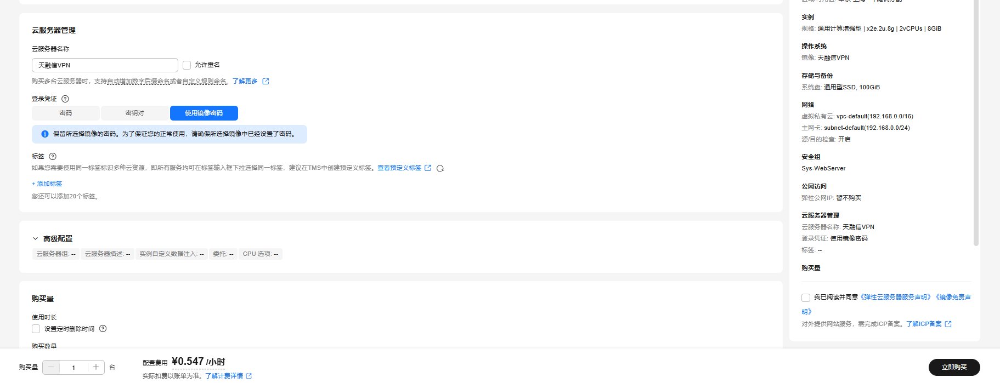 云服务器管理
云服务器名称
天融信VPN
允许重名
购买多台云服务器时，支持自动增加数字后缀命名或者自定义规则命名。了解更多
登录凭证
密码
密钥对
使用镜像密码
保留所选择镜像的密码。为了保证您的正常使用，请确保所选择镜像中已经设置了密码。
标签
如果您需要使用同一标签标识多种云资源，即所有服务均可在标签输入框下拉选择同一标签，建议在TMS中创建预定义标签。查看预定义标签
+ 添加标签
您还可以添加20个标签。
高级配置
云服务器组: --
云服务器描述: --
实例自定义数据注入: --
委托: --
CPU 选项: --
购买量
使用时长
设置定时删除时间
购买数量
实例
规格: 通用计算增强型 | x2e.2u.8g | 2vCPUs | 8GiB
操作系统
镜像: 天融信VPN
存储与备份
系统盘: 通用型SSD, 100GiB
网络
虚拟私有云: vpc-default(192.168.0.0/16)
主网卡: subnet-default(192.168.0.0/24)
源/目的检查: 开启
安全组
Sys-WebServer
公网访问
弹性公网IP: 暂不购买
云服务器管理
云服务器名称: 天融信VPN
登录凭证: 使用镜像密码
标签: --
购买量
我已阅读并同意《弹性云服务器服务声明》《镜像免责声
明》
对外提供网站服务，需完成ICP备案。了解ICP备案
购买量
1
台
配置费用 ¥0.547 /小时
实际扣费以账单为准。了解计费详情
立即购买